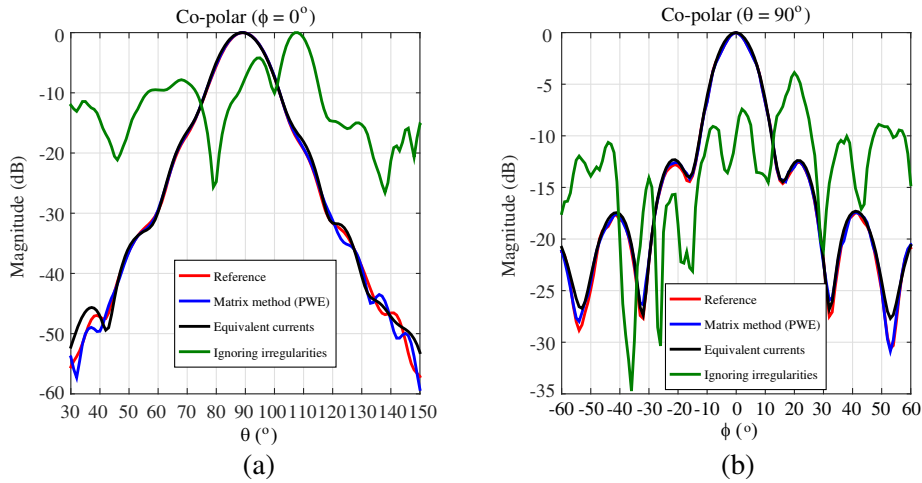 Co-polar (ϕ = 0°)
0
-10
-20
-30
-40
-50
-60
Magnitude (dB)
Reference
Matrix method (PWE)
Equivalent currents
Ignoring irregularities
30 40 50 60 70 80 90 100 110 120 130 140 150
θ (°)
(a)
Co-polar (θ = 90°)
0
-5
-10
-15
-20
-25
-30
-35
Magnitude (dB)
Reference
Matrix method (PWE)
Equivalent currents
Ignoring irregularities
-60 -50 -40 -30 -20 -10 0 10 20 30 40 50 60
ϕ (°)
(b)